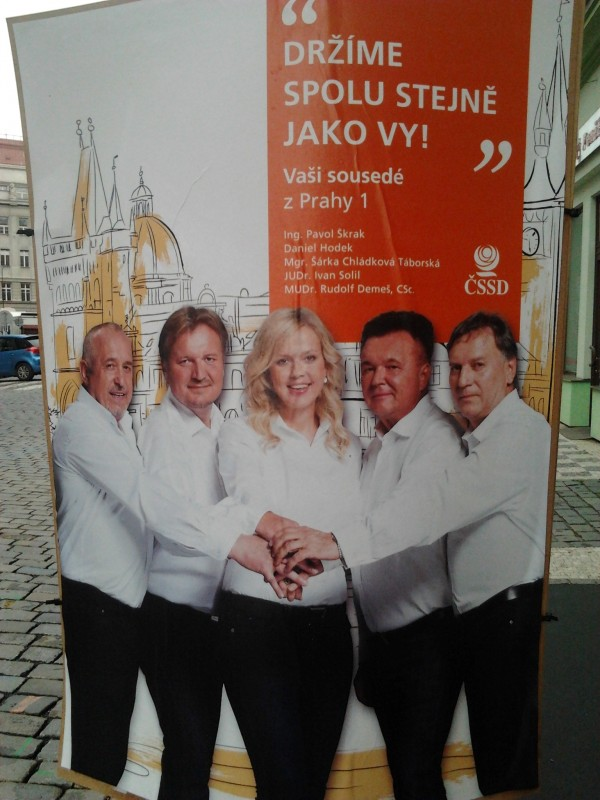 “
DRŽÍME
SPOLU STEJNĚ
JAKO VY!
”
Vaši sousedé
z Prahy 1
Ing. Pavol Škrak
Daniel Hodek
Mgr. Šárka Chládková Táborská
JUDr. Ivan Solil
MUDr. Rudolf Demeš, CSc.
ČSSD